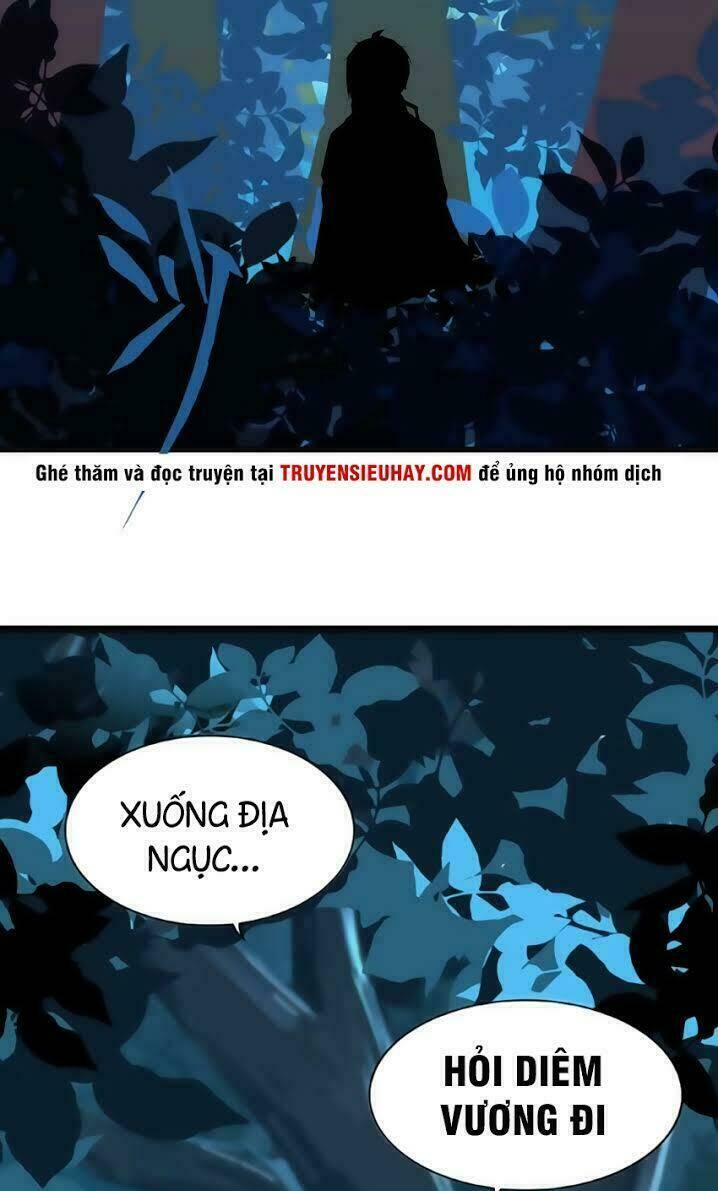 Ghé thăm và đọc truyện tại TRUYENSIEUHAY.COM để ủng hộ nhóm dịch
XUỐNG ĐỊA
NGỤC...
HỎI DIÊM
VƯƠNG ĐI